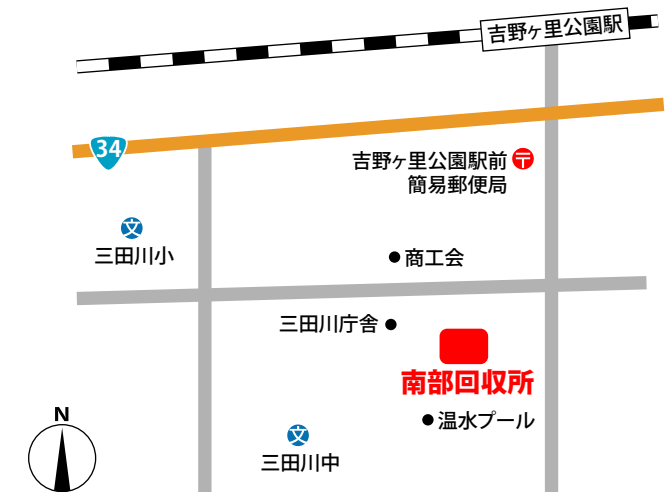 吉野ヶ里公園駅
34
吉野ヶ里公園駅前
簡易郵便局
〒
文
三田川小
商工会
三田川庁舎
南部回収所
温水プール
文
三田川中
N